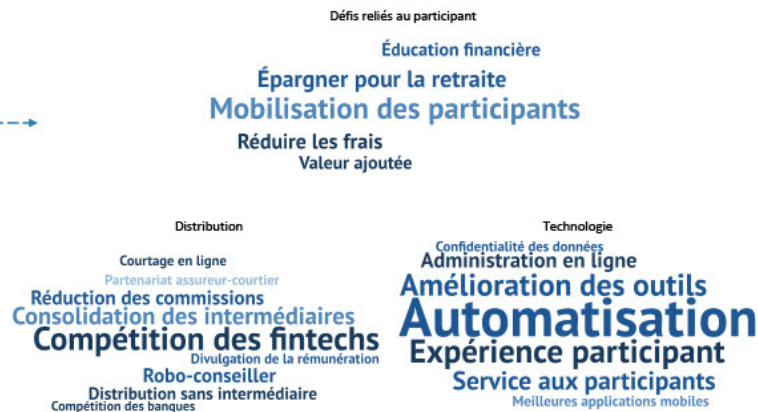 Défis reliés au participant
Éducation financière
Épargner pour la retraite
Mobilisation des participants
Réduire les frais
Valeur ajoutée
Distribution
Courtage en ligne
Partenariat assureur-courtier
Réduction des commissions
Consolidation des intermédiaires
Compétition des fintechs
Divulgation de la rémunération
Robo-conseiller
Distribution sans intermédiaire
Compétition des banques
Technologie
Confidentialité des données
Administration en ligne
Amélioration des outils
Automatisation
Expérience participant
Service aux participants
Meilleures applications mobiles